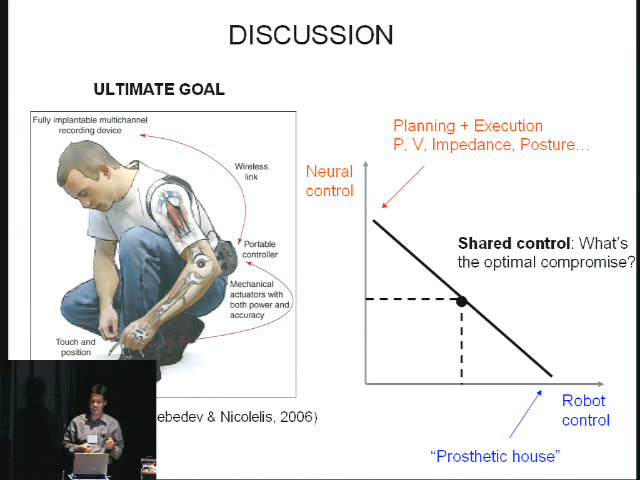 DISCUSSION
ULTIMATE GOAL
Fully implantable multichannel
recording device
Wireless
link
Portable
controller
Mechanical
actuators with
both power and
accuracy
Touch and
position
& Nicolelis, 2006)
Planning + Execution
P, V, Impedance, Posture…
Neural
control
Shared control: What's
the optimal compromise?
Robot
control
“Prosthetic house”